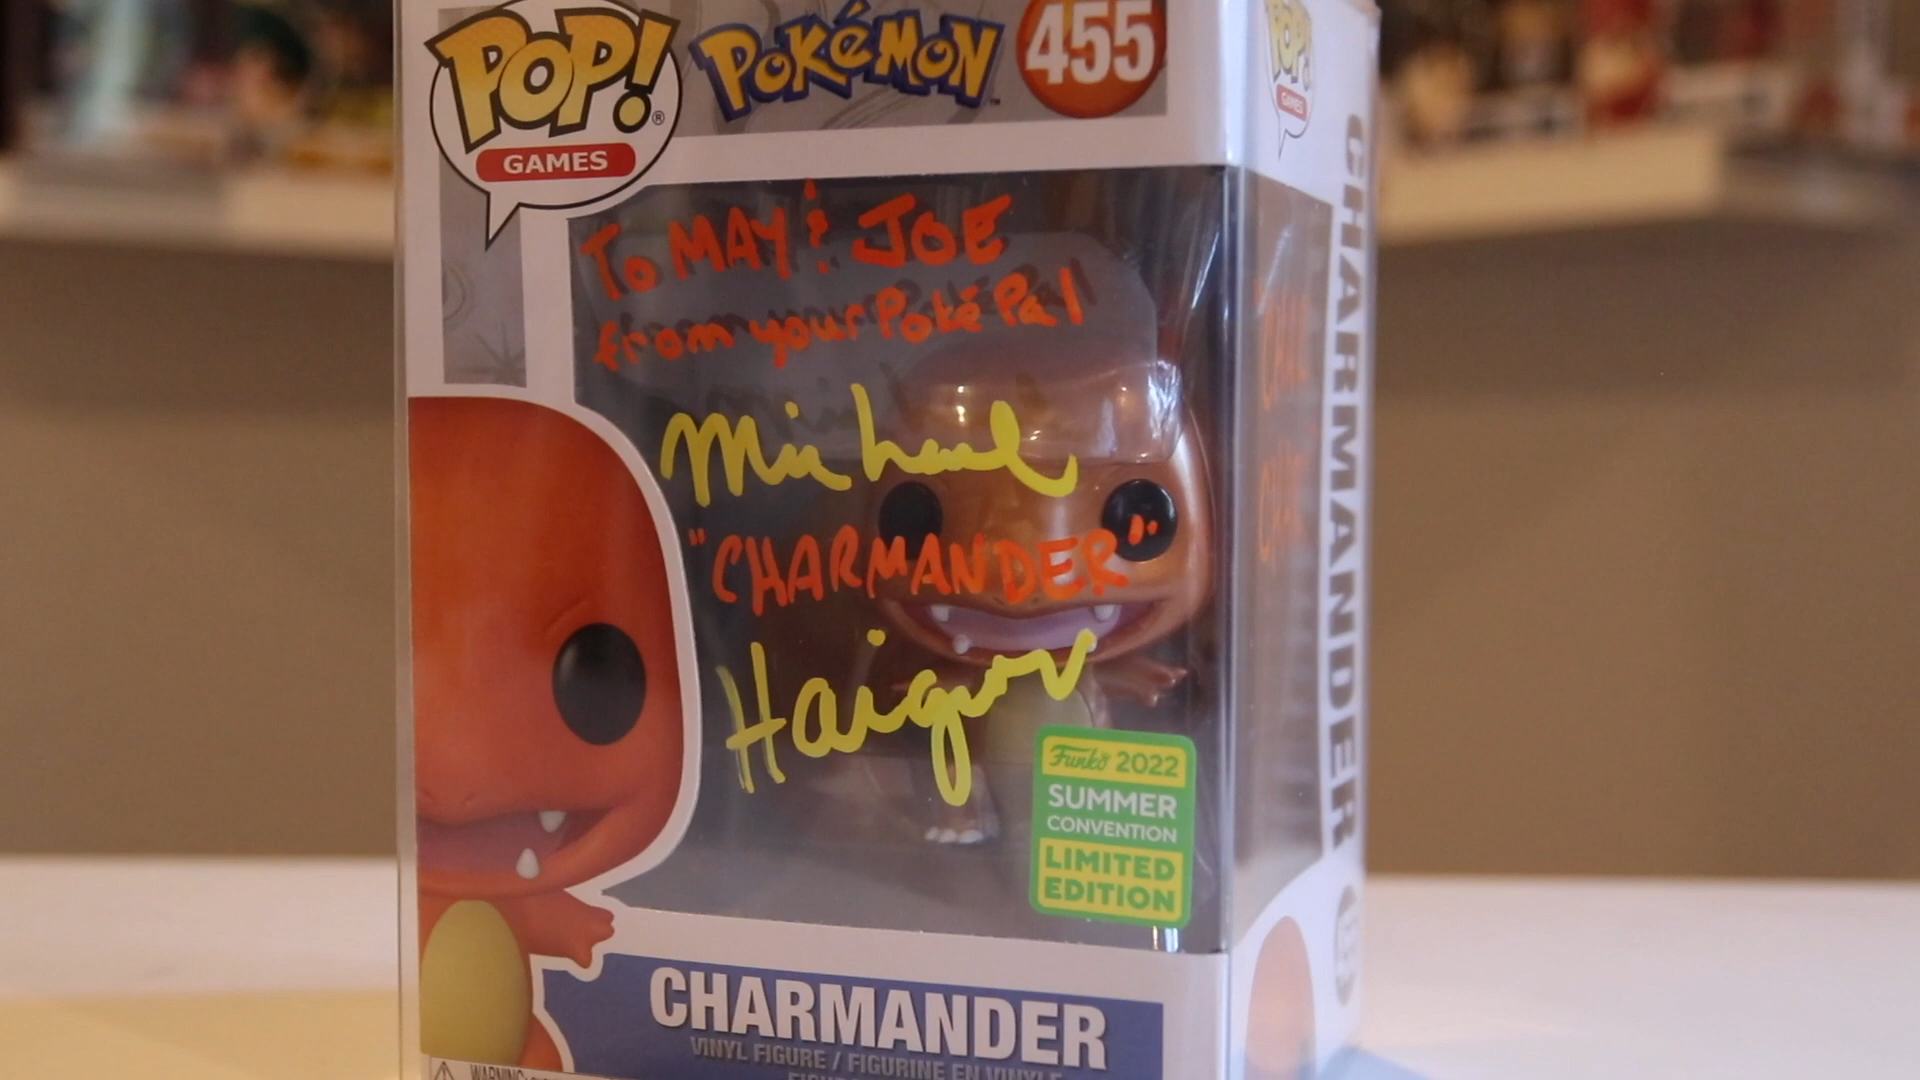 POP!
GAMES
POKéMON
455
POP!
GAMES
To MAY & JOE
from your Poké Pal
Michael
"CHARMANDER"
Haigney
Funko 2022
SUMMER
CONVENTION
LIMITED
EDITION
CHARMANDER
VINYL FIGURE / FIGURINE EN VINYLE
WARNING:
CHARMANDER